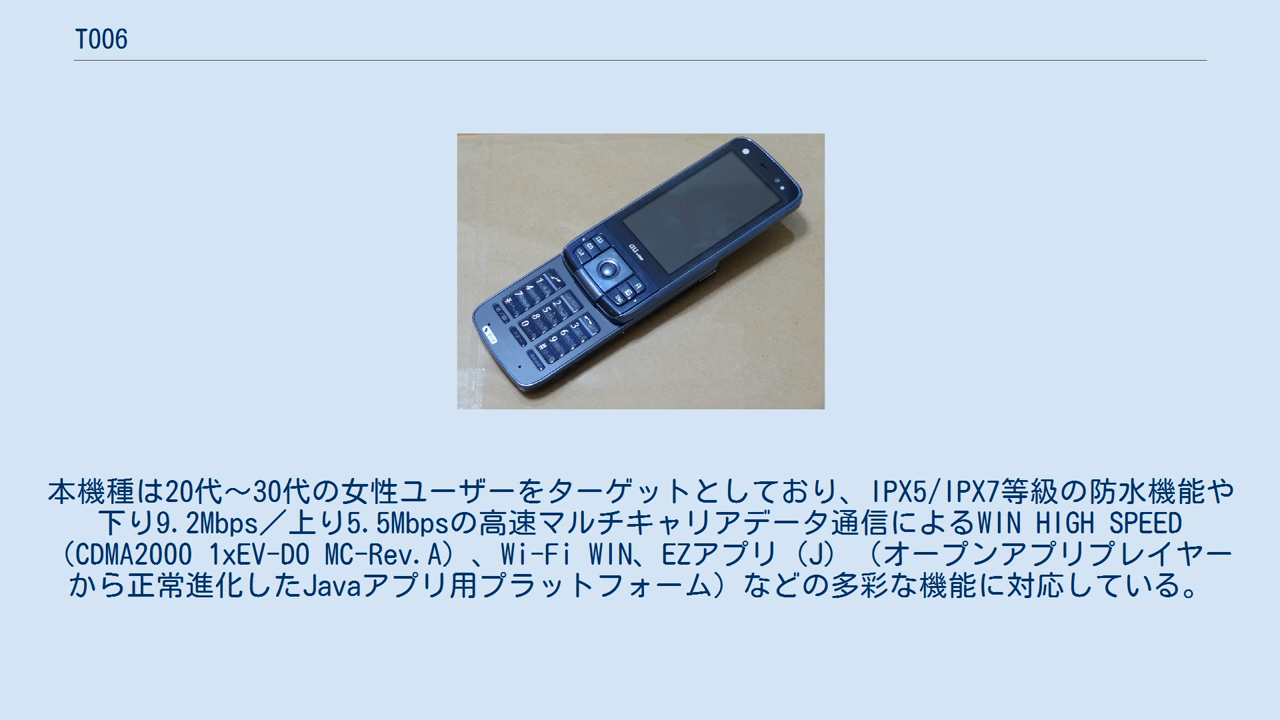 T006
au
本機種は20代～30代の女性ユーザーをターゲットとしており、IPX5/IPX7等級の防水機能や
下り9.2Mbps／上り5.5Mbpsの高速マルチキャリアデータ通信によるWIN HIGH SPEED
（CDMA2000 1xEV-DO MC-Rev.A）、Wi-Fi WIN、EZアプリ（J）（オープンアプリプレイヤー
から正常進化したJavaアプリ用プラットフォーム）などの多彩な機能に対応している。